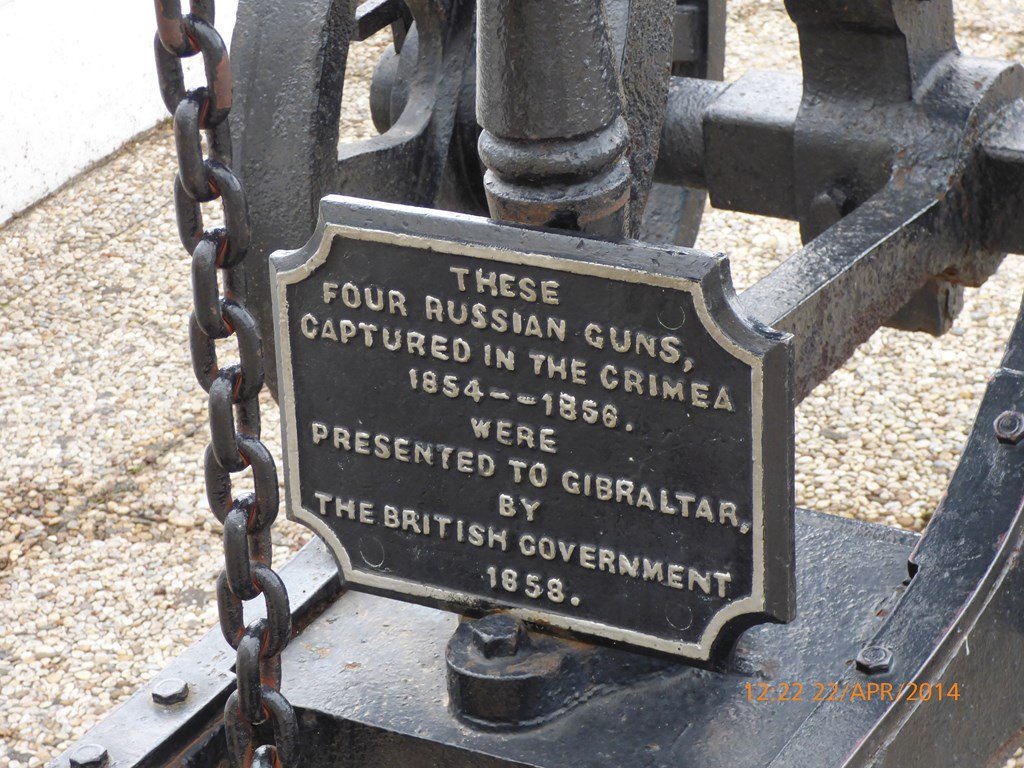 THESE
FOUR RUSSIAN GUNS,
CAPTURED IN THE CRIMEA
1854--1856.
WERE
PRESENTED TO GIBRALTAR,
BY
THE BRITISH GOVERNMENT
1858.
12:22 22/APR/2014